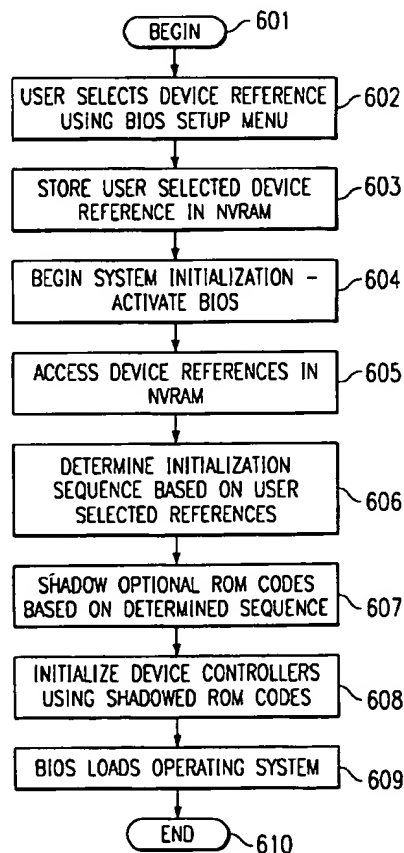 BEGIN 601
USER SELECTS DEVICE REFERENCE
USING BIOS SETUP MENU 602
STORE USER SELECTED DEVICE
REFERENCE IN NVRAM 603
BEGIN SYSTEM INITIALIZATION –
ACTIVATE BIOS 604
ACCESS DEVICE REFERENCES IN
NVRAM 605
DETERMINE INITIALIZATION
SEQUENCE BASED ON USER
SELECTED REFERENCES 606
SHADOW OPTIONAL ROM CODES
BASED ON DETERMINED SEQUENCE 607
INITIALIZE DEVICE CONTROLLERS
USING SHADOWED ROM CODES 608
BIOS LOADS OPERATING SYSTEM 609
END 610